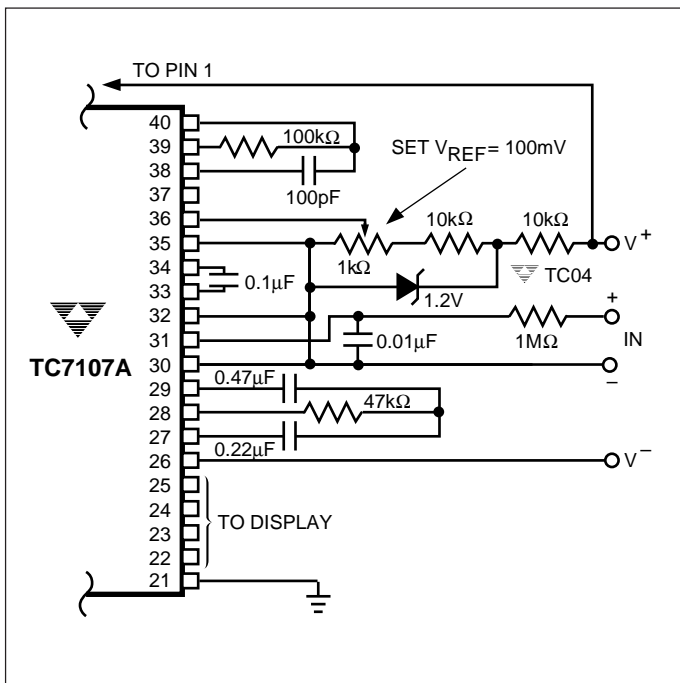 TO PIN 1
40
39
100kΩ
SET VREF = 100mV
38
100pF
37
36
10kΩ
10kΩ
35
V+
1kΩ
TC04
34
0.1µF
33
1.2V
+
32
31
0.01µF
1MΩ
IN
TC7107A
30
–
29
0.47µF
47kΩ
28
27
0.22µF
26
V–
25
24
TO DISPLAY
23
22
21